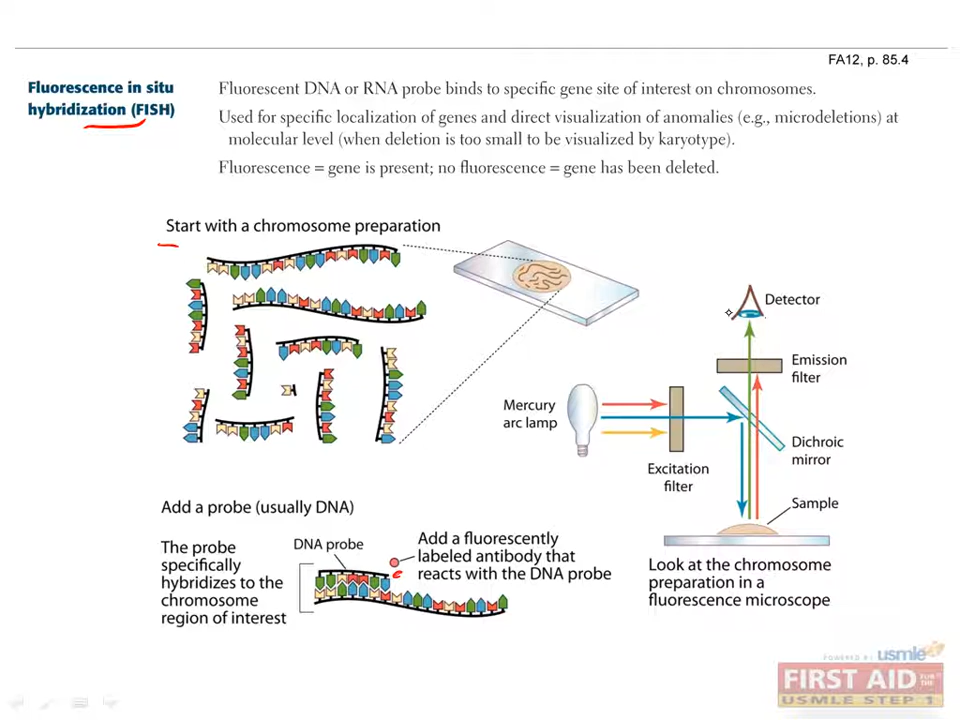 FA12, p. 85.4
Fluorescence in situ
hybridization (FISH)
Fluorescent DNA or RNA probe binds to specific gene site of interest on chromosomes.
Used for specific localization of genes and direct visualization of anomalies (e.g., microdeletions) at
molecular level (when deletion is too small to be visualized by karyotype).
Fluorescence = gene is present; no fluorescence = gene has been deleted.
Start with a chromosome preparation
Detector
Emission
filter
Mercury
arc lamp
Dichroic
mirror
Excitation
filter
Sample
Add a probe (usually DNA)
The probe
specifically
hybridizes to the
chromosome
region of interest
DNA probe
Add a fluorescently
labeled antibody that
reacts with the DNA probe
Look at the chromosome
preparation in a
fluorescence microscope
POWERED BY usmle
FIRST AID FOR THE
USMLE STEP 1